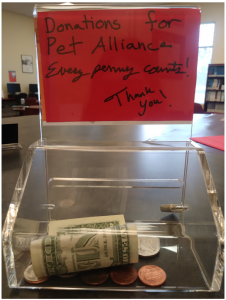 Donations for
Pet Alliance
Every penny counts!
Thank
you!